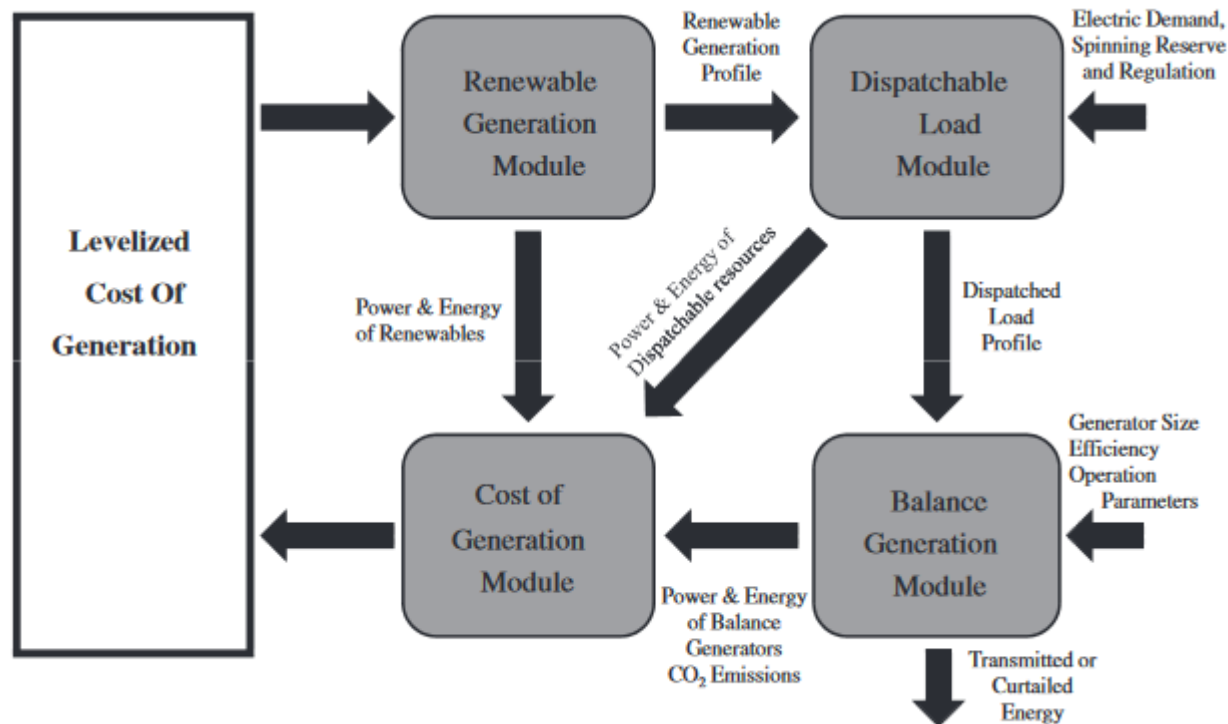 Levelized
Cost Of
Generation
Renewable
Generation
Module
Renewable
Generation
Profile
Dispatchable
Load
Module
Electric Demand,
Spinning Reserve
and Regulation
Power & Energy
of Renewables
Power & Energy of
Dispatchable resources
Dispatched
Load
Profile
Cost of
Generation
Module
Power & Energy
of Balance
Generators
CO₂ Emissions
Balance
Generation
Module
Generator Size
Efficiency
Operation
Parameters
Transmitted or
Curtailed
Energy